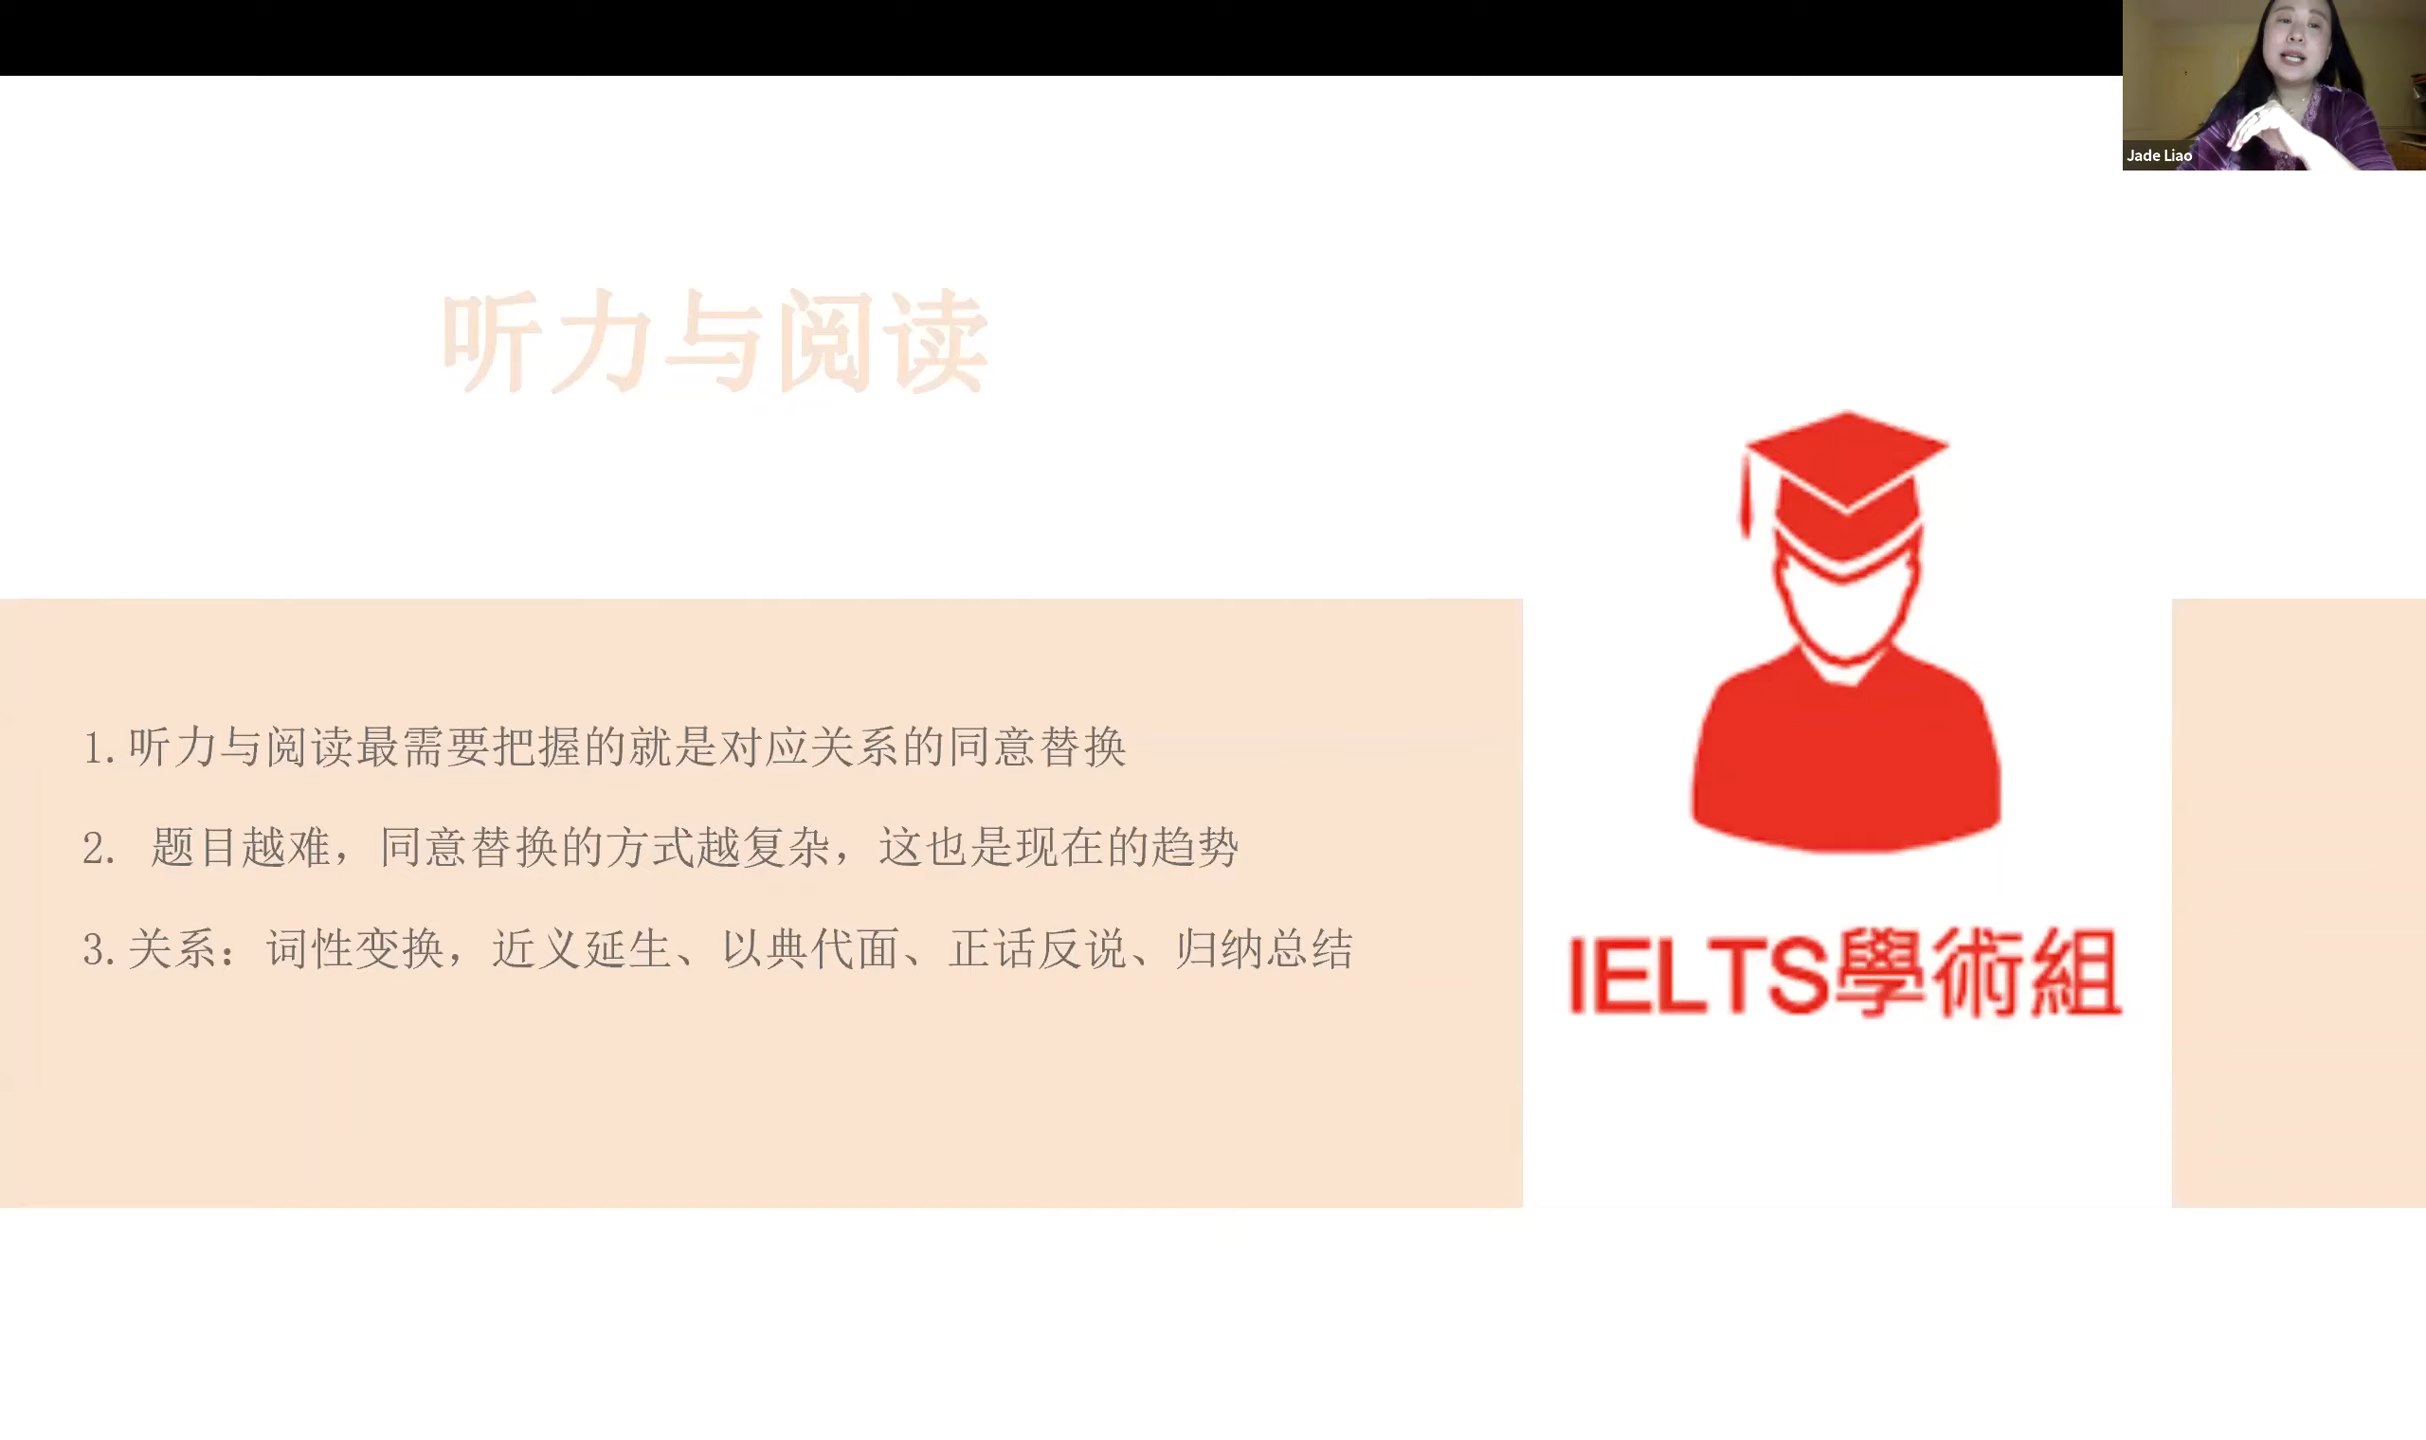 Jade Liao
听力与阅读
1.听力与阅读最需要把握的就是对应关系的同意替换
2. 题目越难，同意替换的方式越复杂，这也是现在的趋势
3.关系：词性变换，近义延生、以典代面、正话反说、归纳总结
IELTS學術組